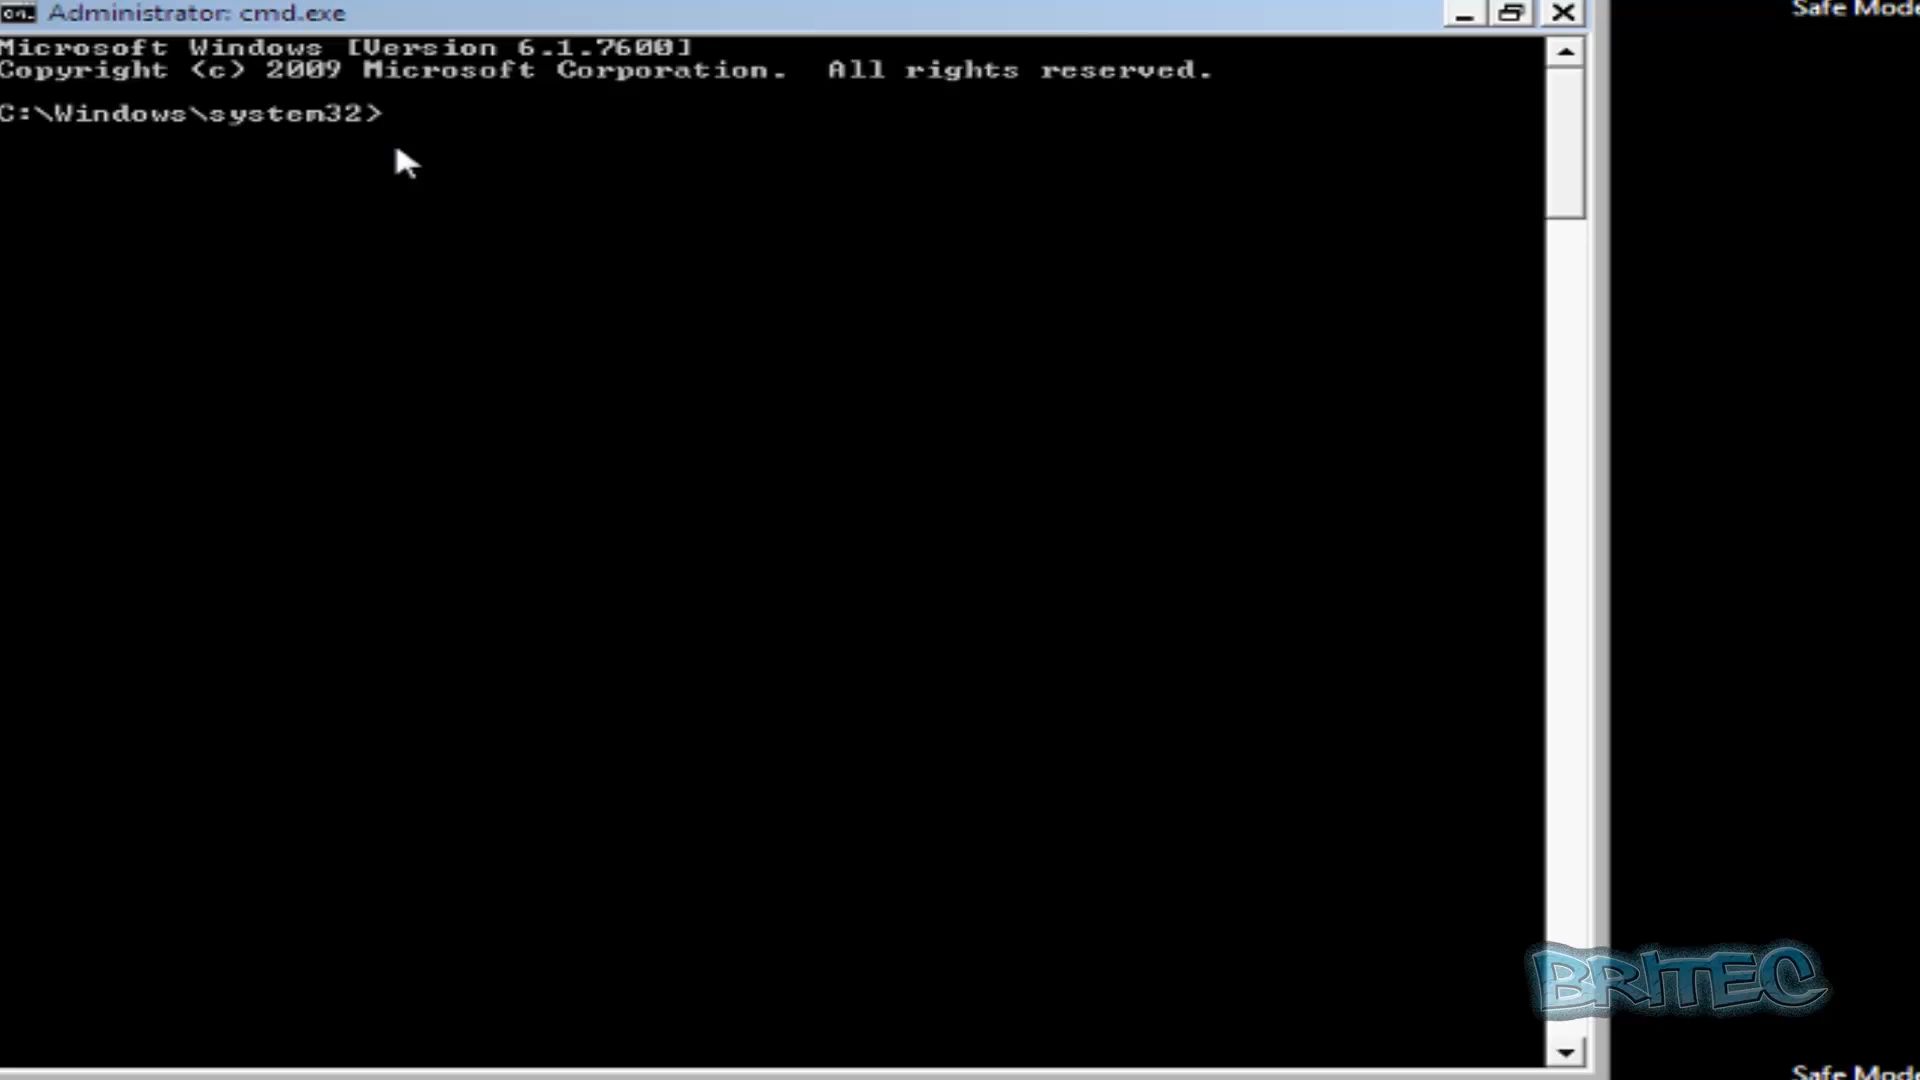 Administrator: cmd.exe
Safe Mode
Microsoft Windows [Version 6.1.7600]
Copyright (c) 2009 Microsoft Corporation.  All rights reserved.
C:\Windows\system32>
BRITEC
Safe Mode